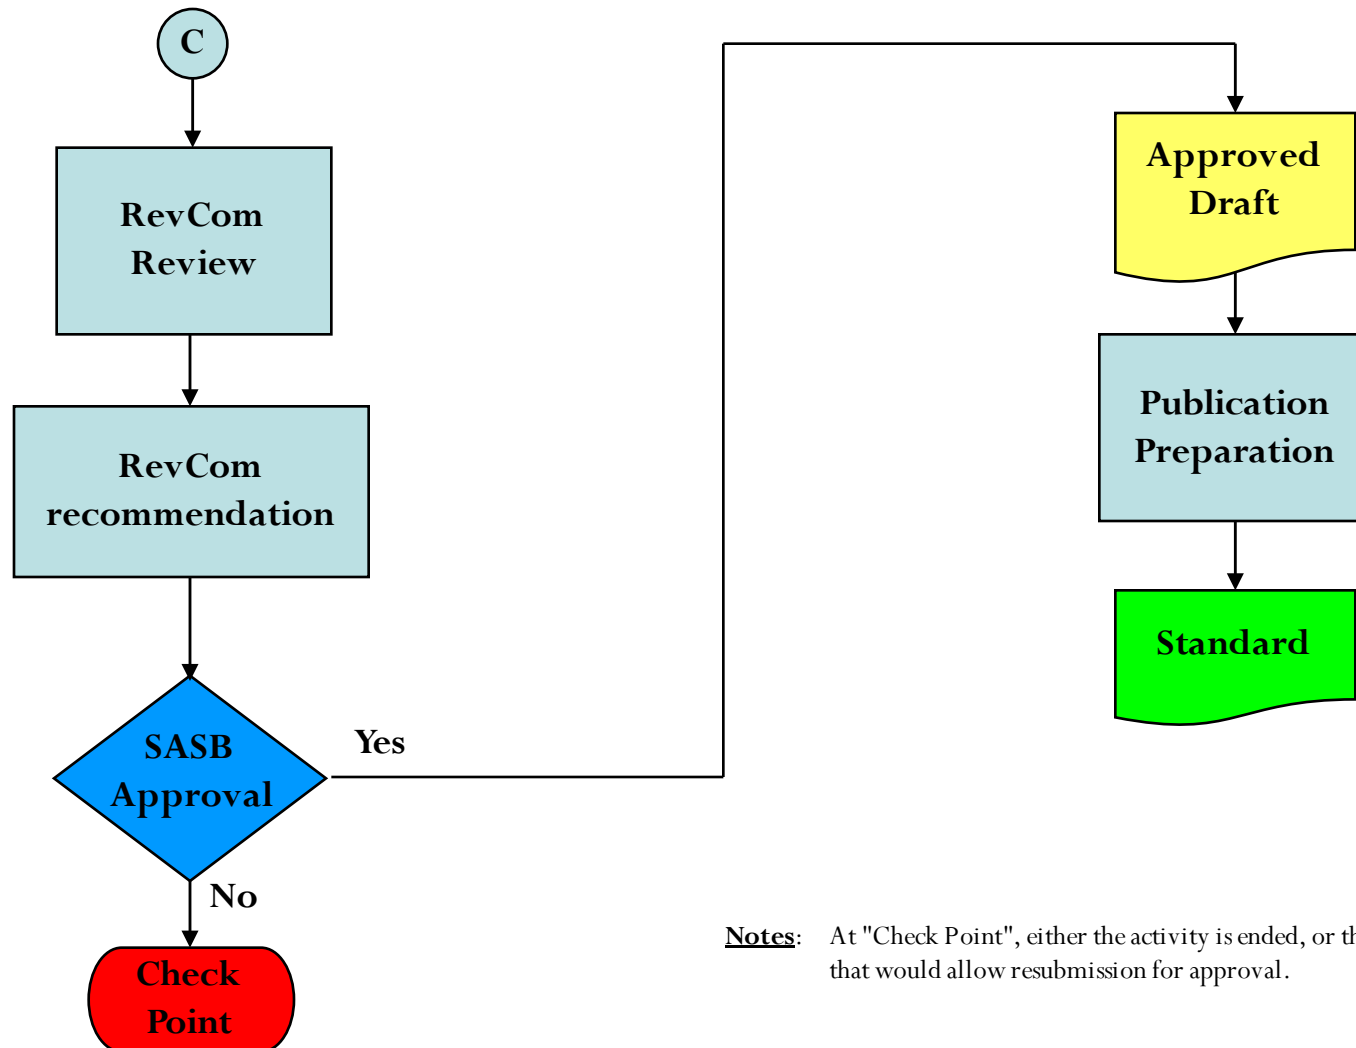 C
RevCom
Review
RevCom
recommendation
SASB
Approval
Yes
No
Check
Point
Approved
Draft
Publication
Preparation
Standard
Notes: At "Check Point", either the activity is ended, or
that would allow resubmission for approval.